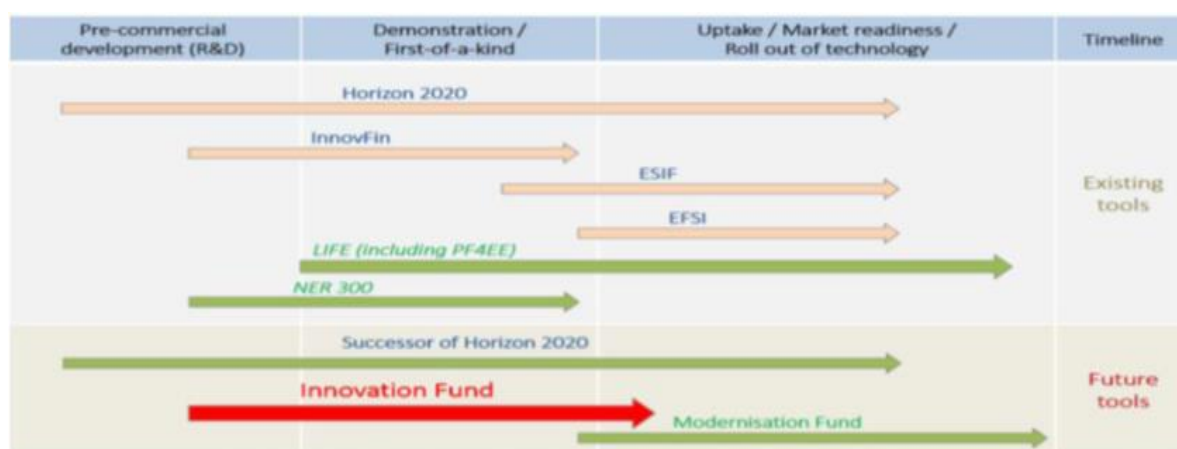 Pre-commercial
development (R&D)
Demonstration /
First-of-a-kind
Uptake / Market readiness /
Roll out of technology
Timeline
Horizon 2020
InnovFin
ESIF
EFSI
LIFE (including PF4EE)
NER 300
Existing
tools
Successor of Horizon 2020
Innovation Fund
Modernisation Fund
Future
tools